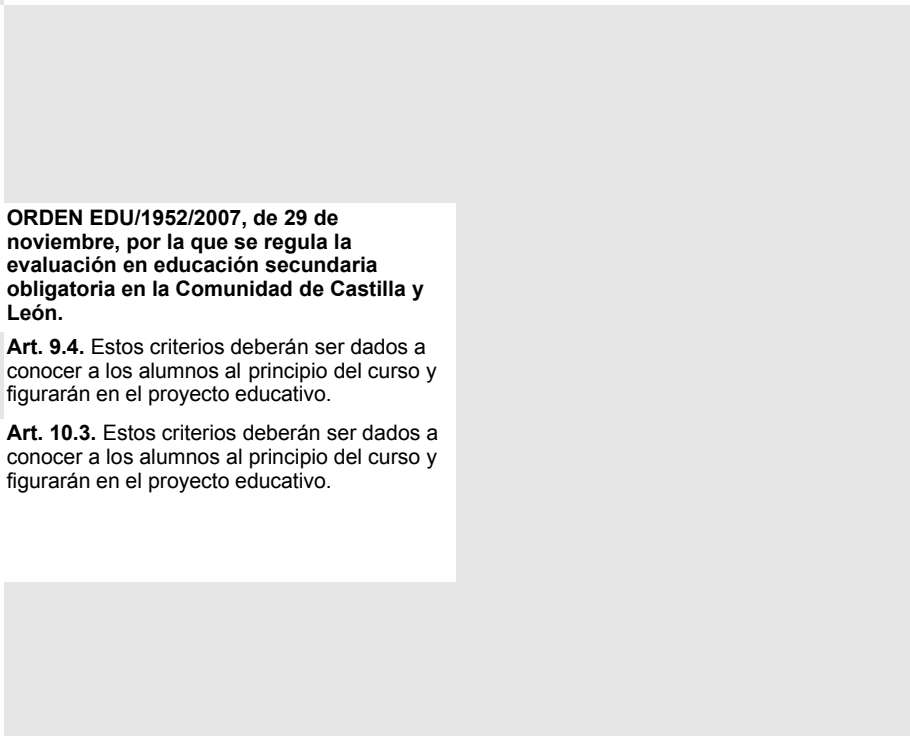 ORDEN EDU/1952/2007, de 29 de
noviembre, por la que se regula la
evaluación en educación secundaria
obligatoria en la Comunidad de Castilla y
León.
Art. 9.4. Estos criterios deberán ser dados a
conocer a los alumnos al principio del curso y
figurarán en el proyecto educativo.
Art. 10.3. Estos criterios deberán ser dados a
conocer a los alumnos al principio del curso y
figurarán en el proyecto educativo.